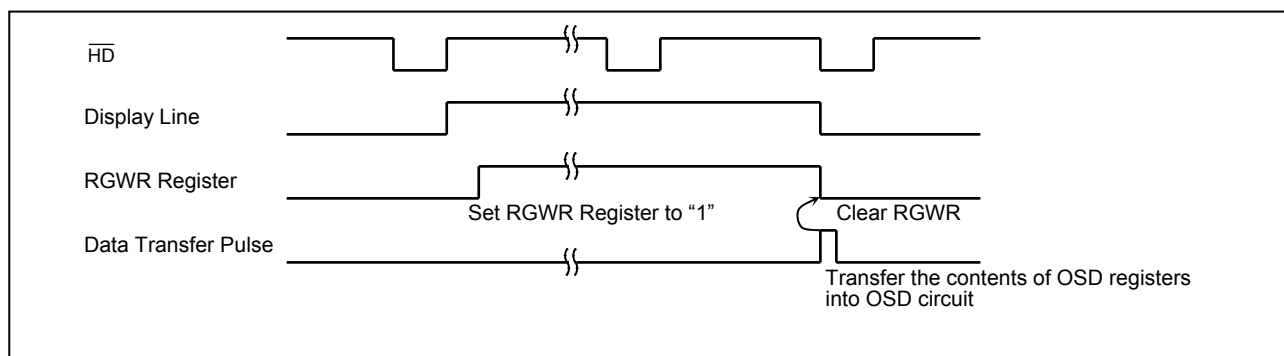 HD
Display Line
RGWR Register
Set RGWR Register to “1”
Clear RGWR
Data Transfer Pulse
Transfer the contents of OSD registers
into OSD circuit